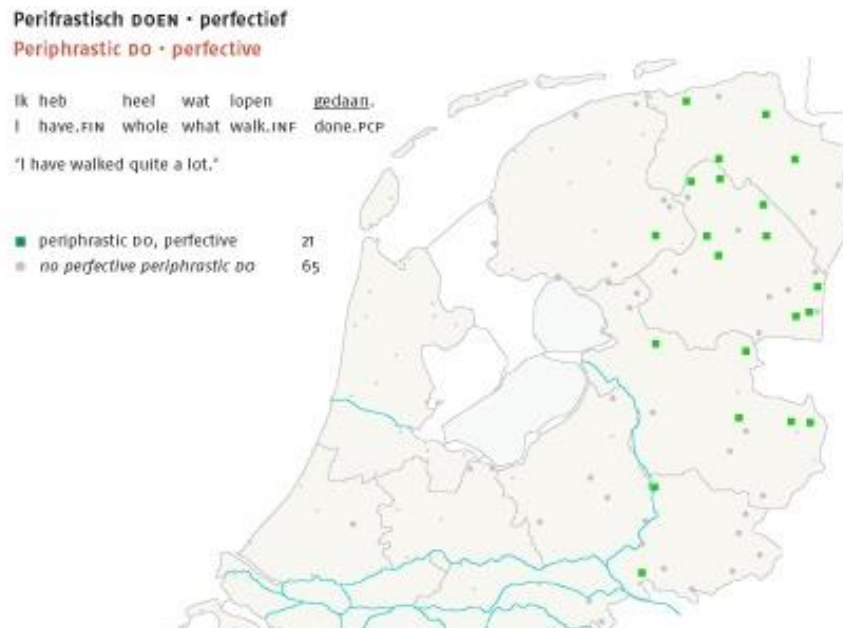 Perifrastisch DOEN · perfectief
Periphrastic DO · perfective
Ik heb heel wat lopen gedaan.
I have.FIN whole what walk.INF done.PCP
"I have walked quite a lot."
periphrastic DO, perfective 21
no perfective periphrastic DO 65